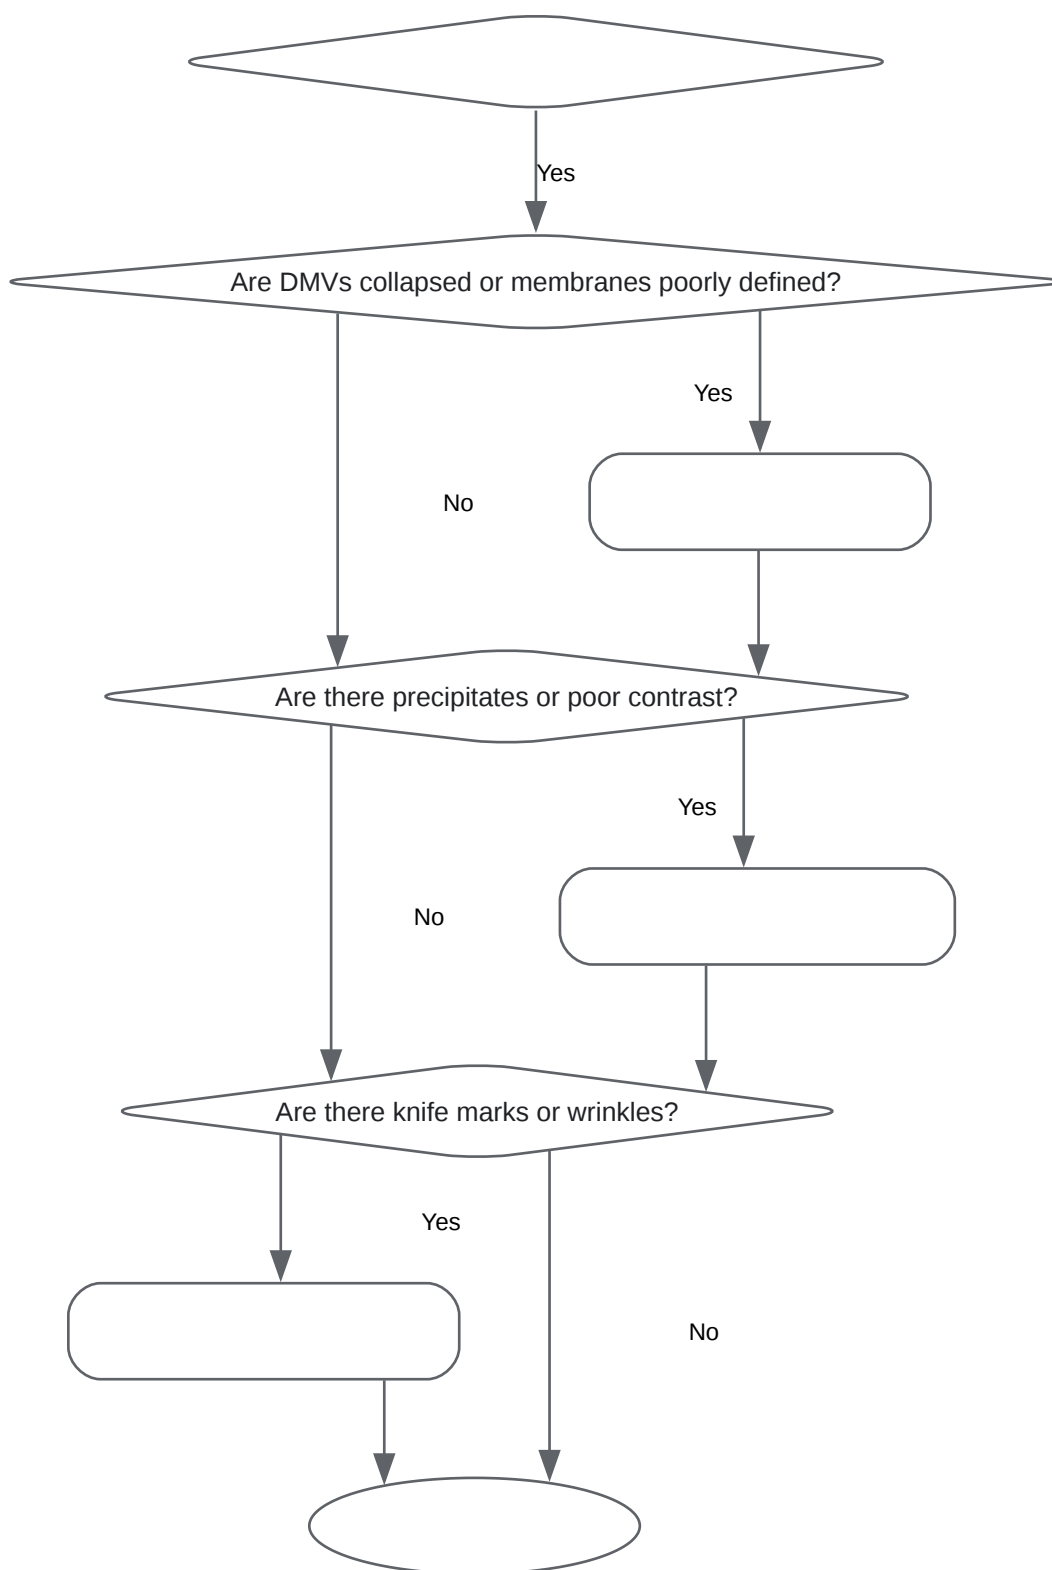 Yes
Are DMVs collapsed or membranes poorly defined?
Yes
No
Are there precipitates or poor contrast?
Yes
No
Are there knife marks or wrinkles?
Yes
No